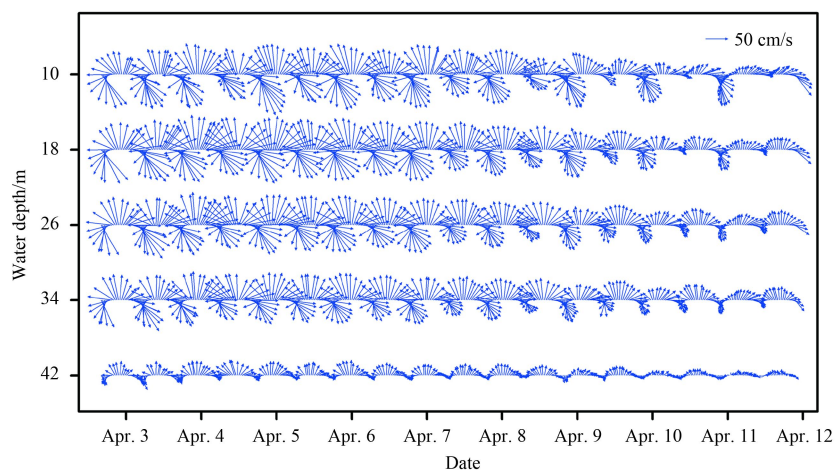 50 cm/s
10
18
26
34
42
Water depth/m
Apr. 3 Apr. 4 Apr. 5 Apr. 6 Apr. 7 Apr. 8 Apr. 9 Apr. 10 Apr. 11 Apr. 12
Date